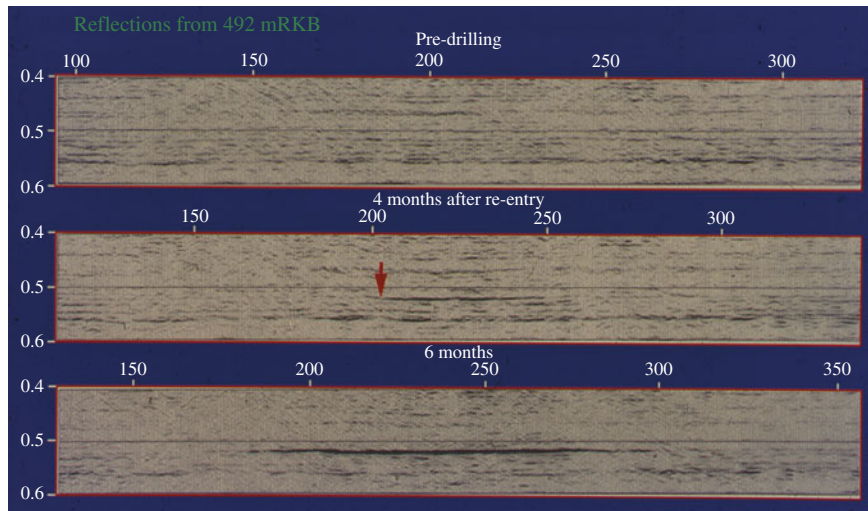 Reflections from 492 mRKB
Pre-drilling
100 150 200 250 300
0.4
0.5
0.6
4 months after re-entry
150 200 250 300
0.4
0.5
0.6
6 months
150 200 250 300 350
0.4
0.5
0.6